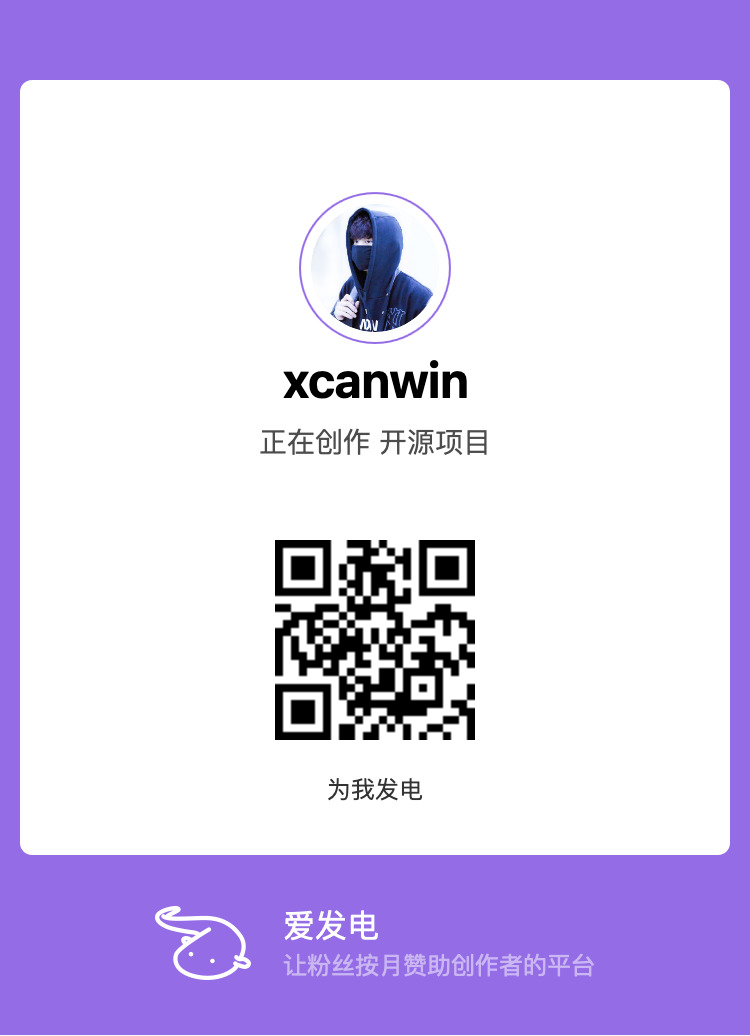 xcanwin
正在创作 开源项目
为我发电
爱发电
让粉丝按月赞助创作者的平台